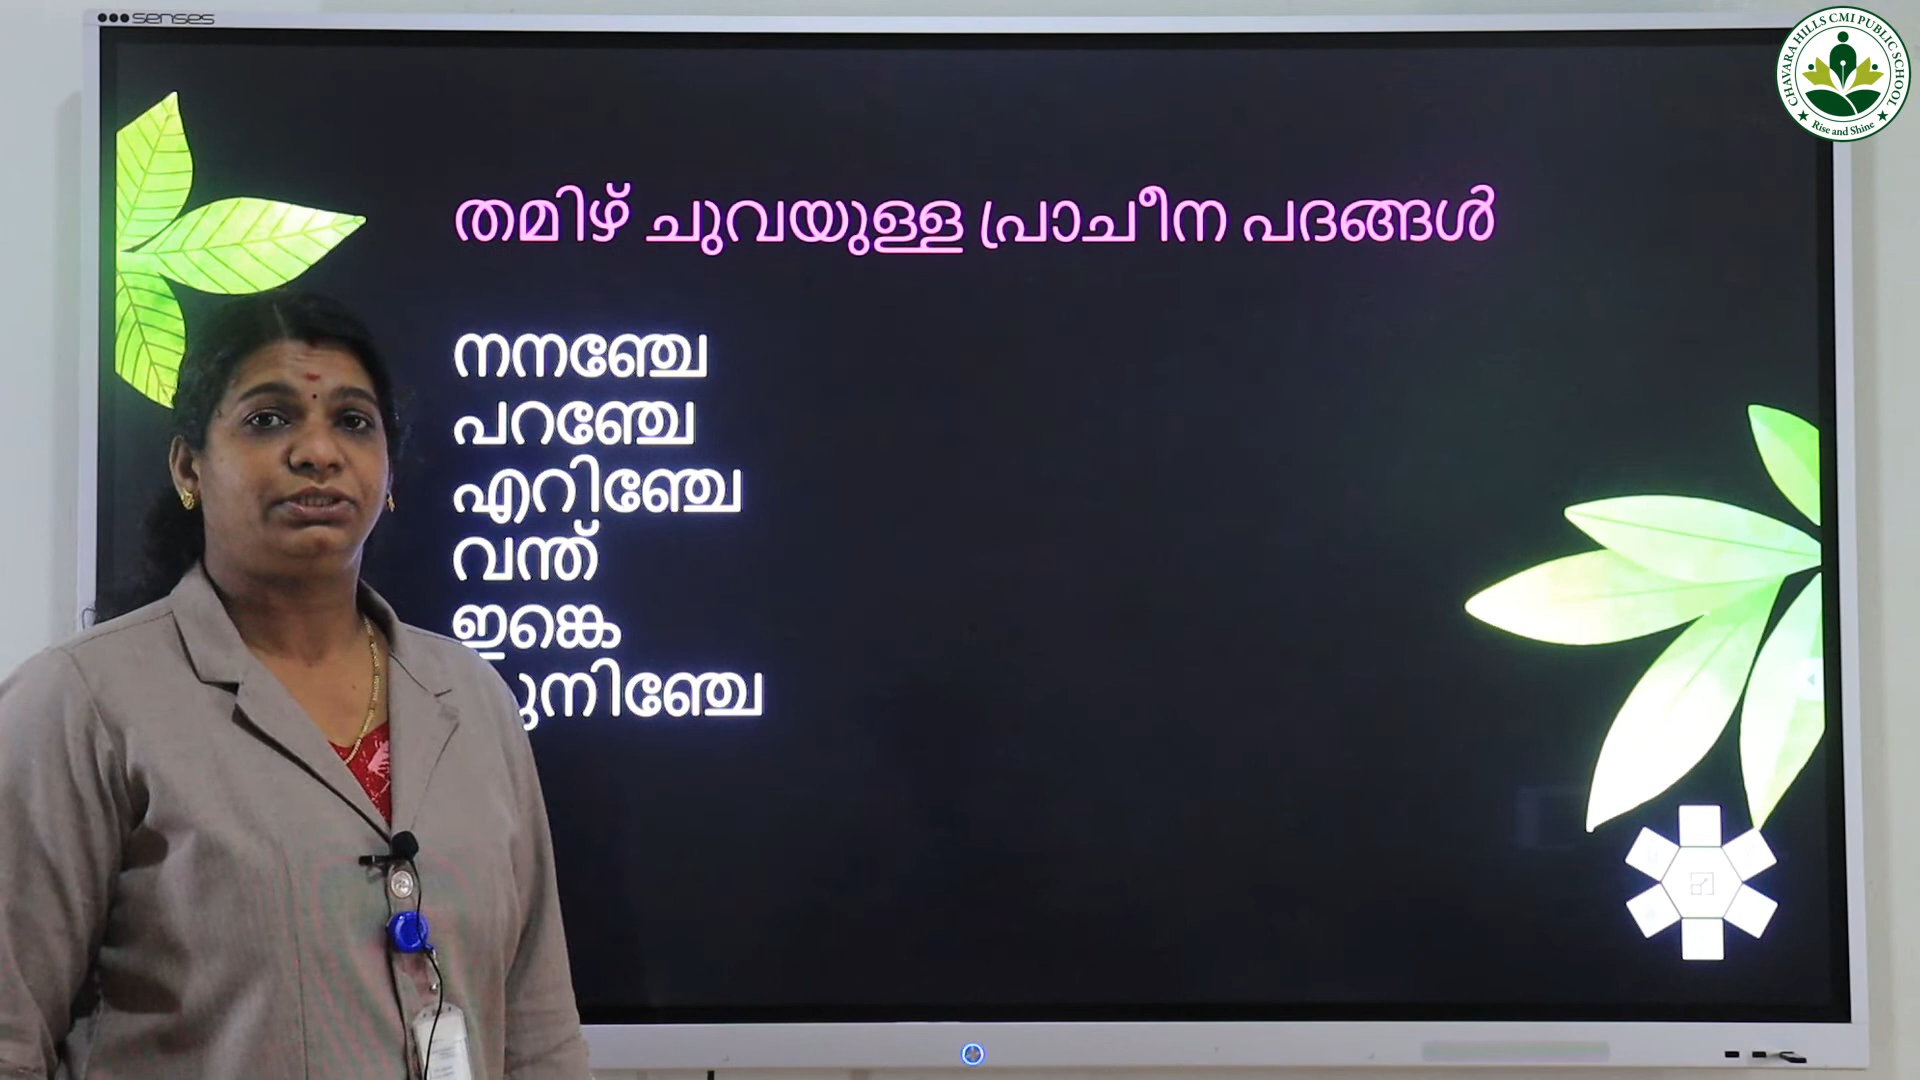 senses
CHAVARA HILLS CMI PUBLIC SCHOOL
Rise and Shine
തമിഴ് ചുവയുള്ള പ്രാചീന പദങ്ങൾ
നനഞ്ചേ
പറഞ്ചേ
എറിഞ്ചേ
വന്ത്
ഇങ്കെ